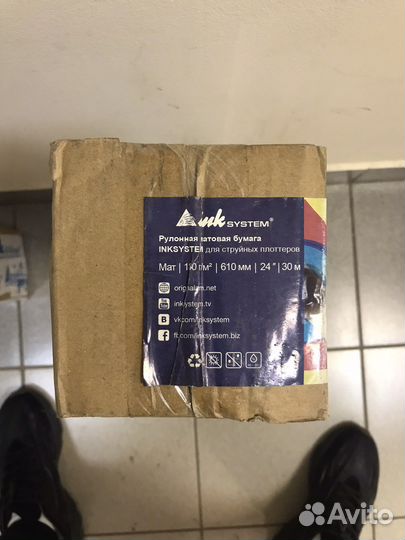 ink SYSTEM®
Рулонная матовая бумага
INKSYSTEM для струйных плоттеров
Мат | г/м² | 610 мм | 24" | 30 м
inksystem.tv
vk.com/inksystem
fb.com/inksystem.biz
Avito